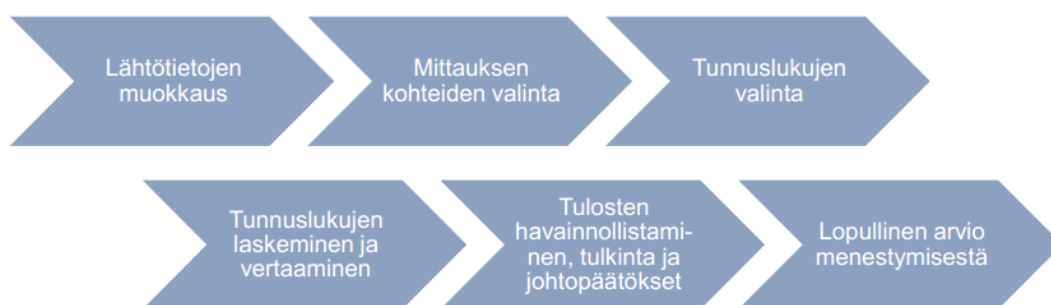 Lähtötietojen
muokkaus
Mittauksen
kohteiden valinta
Tunnuslukujen
valinta
Tunnuslukujen
laskeminen ja
vertaaminen
Tulosten
havainnollistami-
nen, tulkinta ja
johtopäätökset
Lopullinen arvio
menestymisestä